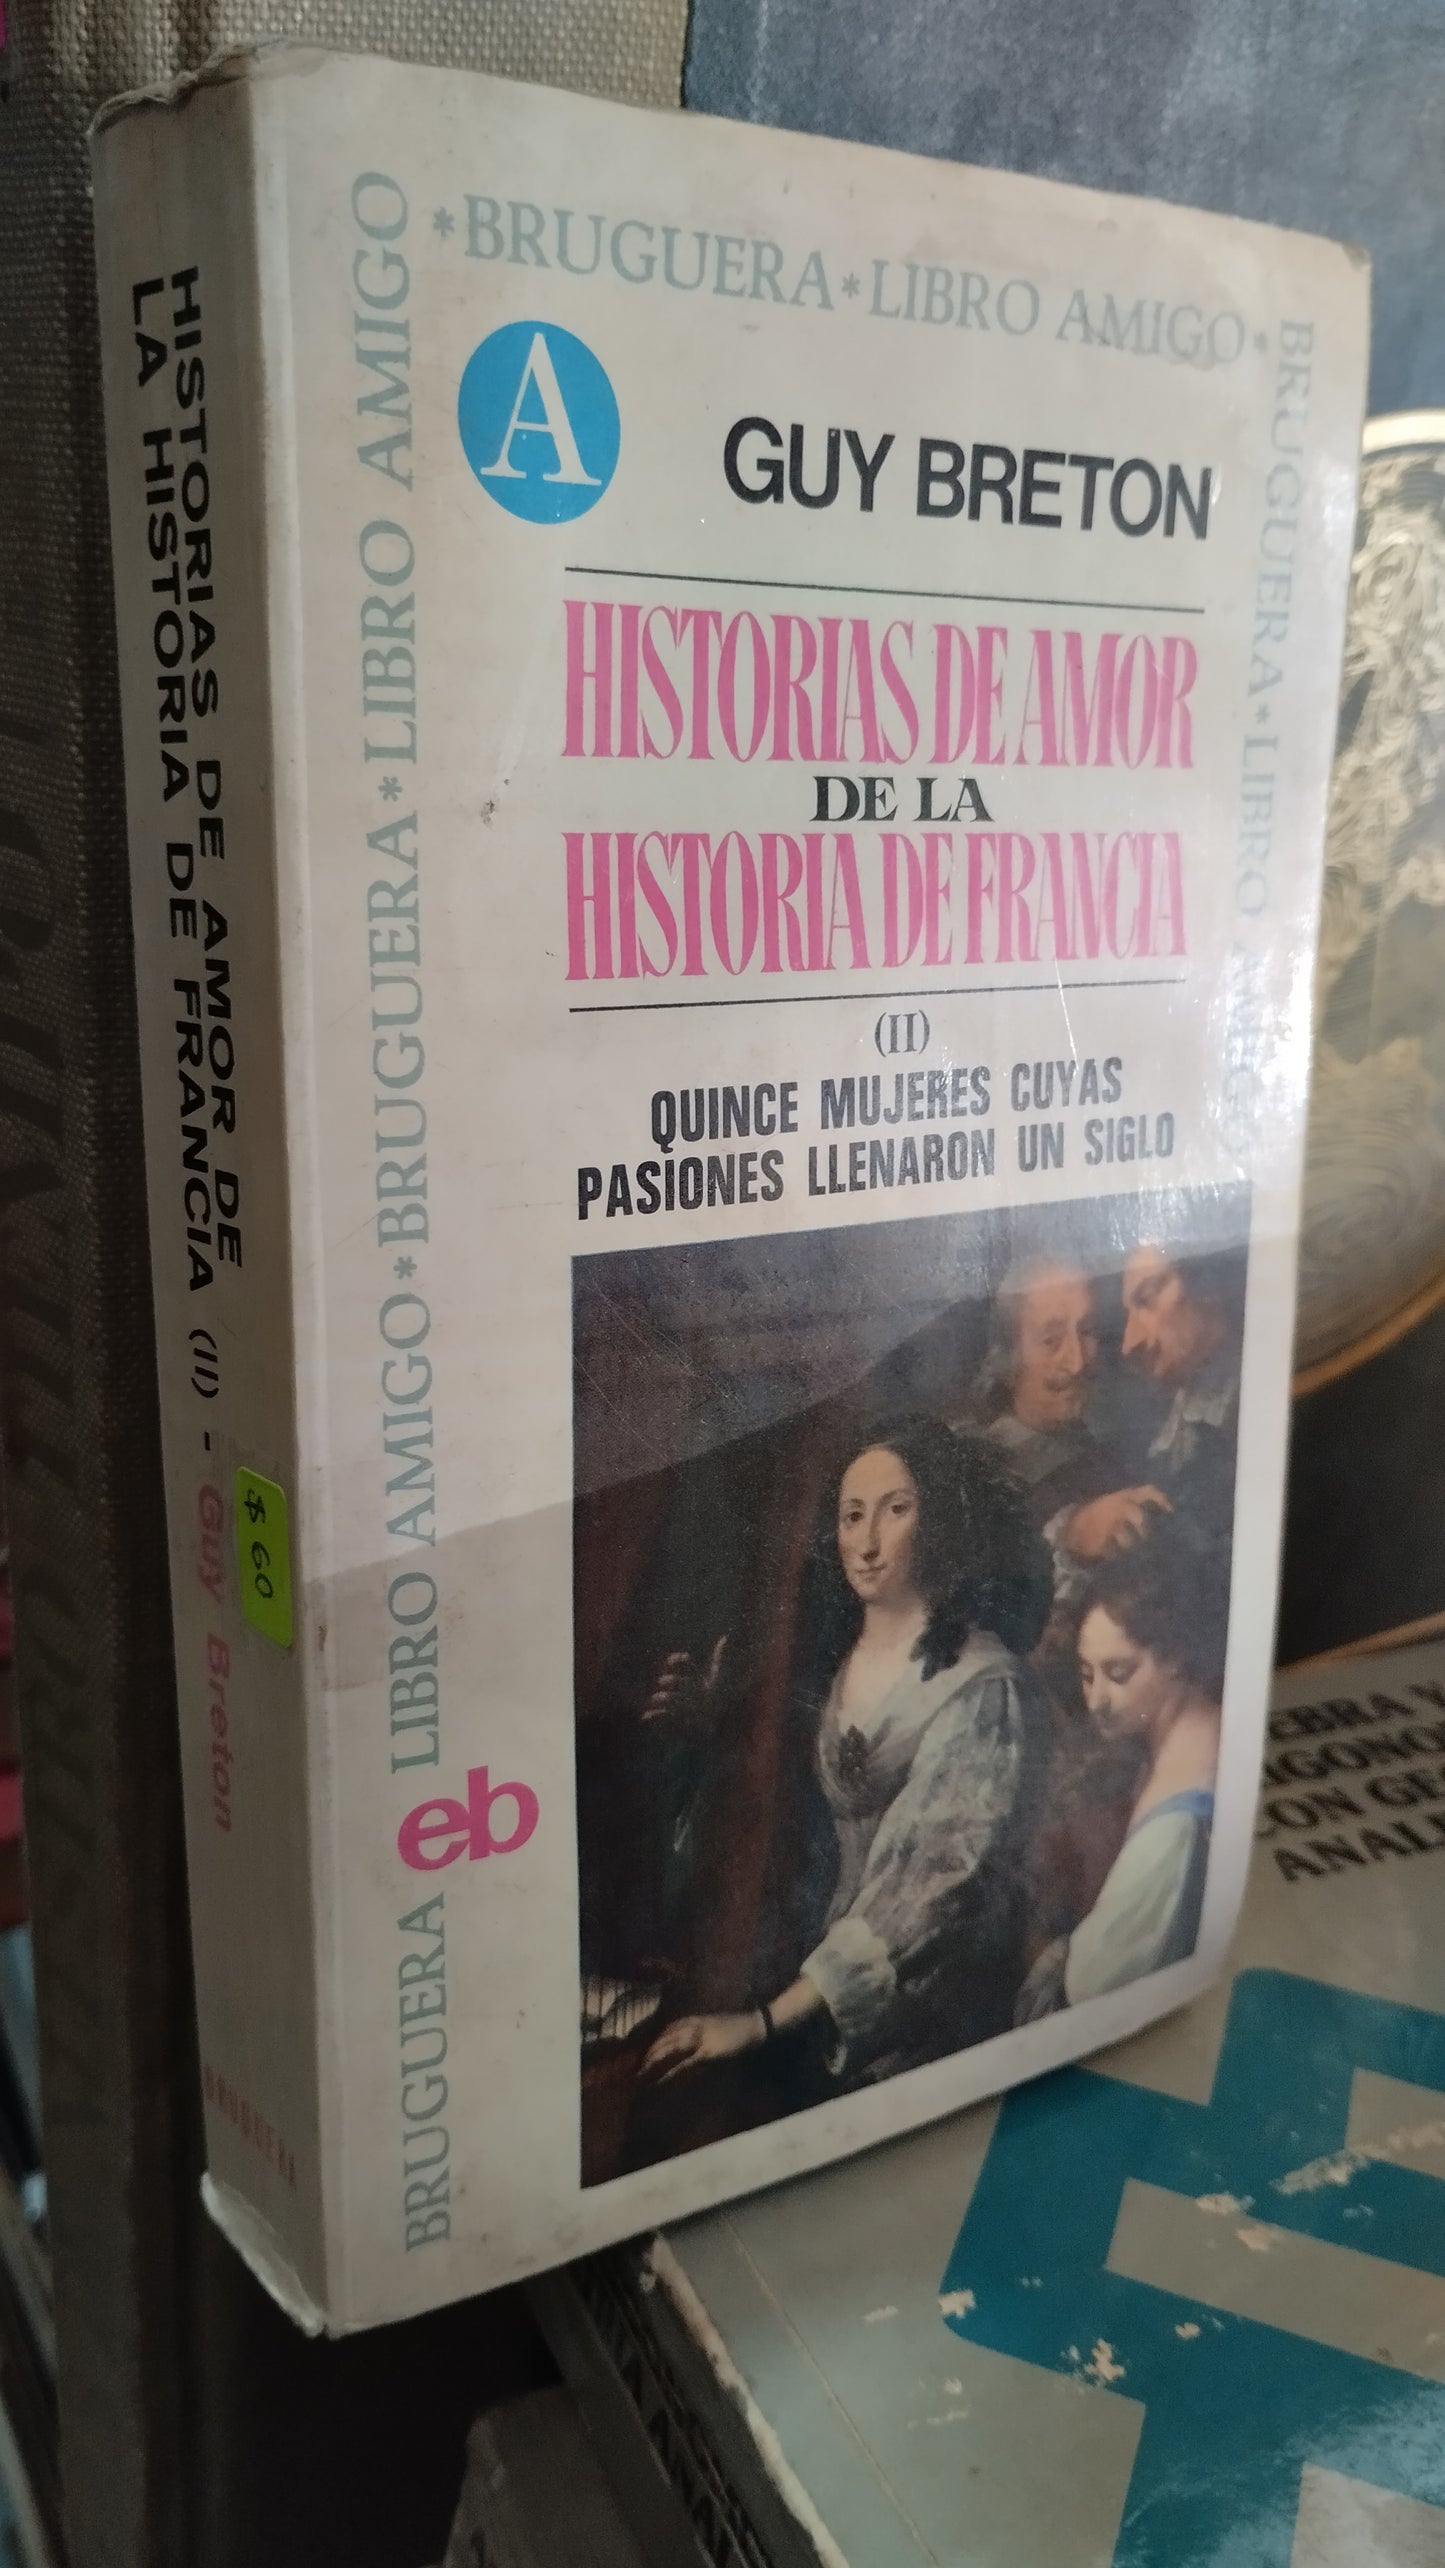 *BRUGUERA*LIBRO AMIGO*
BRUGUERA*LIBRO AMIGO
BRUGUERA LIBRO AMIGO*BRUGUERA*LIBRO AMIGO
A
GUY BRETON
HISTORIAS DE AMOR
DE LA
HISTORIA DE FRANCIA
(II)
QUINCE MUJERES CUYAS
PASIONES LLENARON UN SIGLO
eb
HISTORIAS DE AMOR DE
LA HISTORIA DE FRANCIA (II) - Guy Breton
$ 60
BRUGUERA